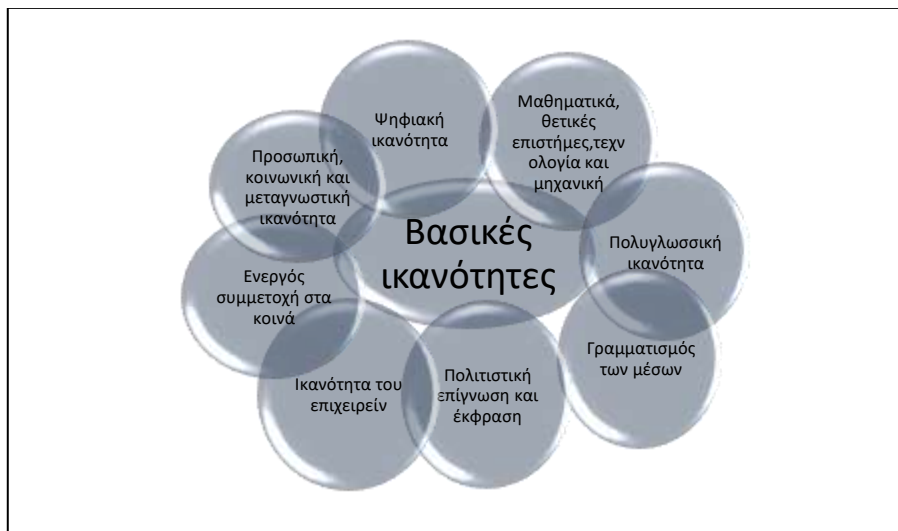 Βασικές
ικανότητες
Ψηφιακή
ικανότητα
Μαθηματικά,
θετικές
επιστήμες,τεχν
ολογία και
μηχανική
Πολυγλωσσική
ικανότητα
Γραμματισμός
των μέσων
Πολιτιστική
επίγνωση και
έκφραση
Ικανότητα του
επιχειρείν
Ενεργός
συμμετοχή στα
κοινά
Προσωπική,
κοινωνική και
μεταγνωστική
ικανότητα